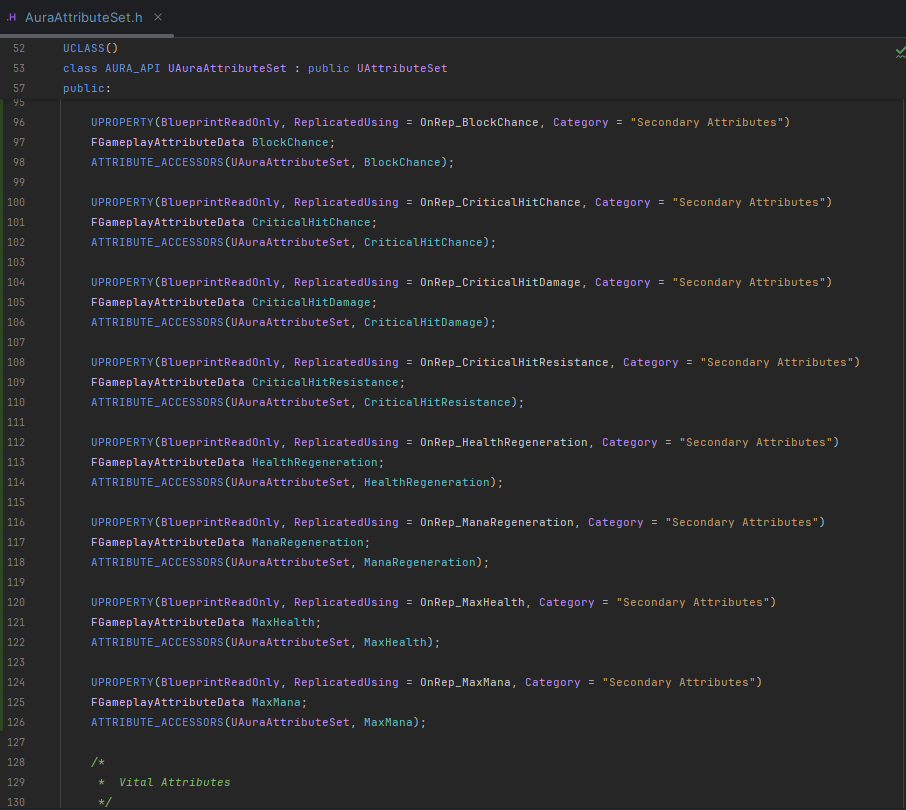 .H AuraAttributeSet.h ×
52 UCLASS()
53 class AURA_API UAuraAttributeSet : public UAttributeSet
57 public:
95
96 UPROPERTY(BlueprintReadOnly, ReplicatedUsing = OnRep_BlockChance, Category = "Secondary Attributes")
97 FGameplayAttributeData BlockChance;
98 ATTRIBUTE_ACCESSORS(UAuraAttributeSet, BlockChance);
99
100 UPROPERTY(BlueprintReadOnly, ReplicatedUsing = OnRep_CriticalHitChance, Category = "Secondary Attributes")
101 FGameplayAttributeData CriticalHitChance;
102 ATTRIBUTE_ACCESSORS(UAuraAttributeSet, CriticalHitChance);
103
104 UPROPERTY(BlueprintReadOnly, ReplicatedUsing = OnRep_CriticalHitDamage, Category = "Secondary Attributes")
105 FGameplayAttributeData CriticalHitDamage;
106 ATTRIBUTE_ACCESSORS(UAuraAttributeSet, CriticalHitDamage);
107
108 UPROPERTY(BlueprintReadOnly, ReplicatedUsing = OnRep_CriticalHitResistance, Category = "Secondary Attributes")
109 FGameplayAttributeData CriticalHitResistance;
110 ATTRIBUTE_ACCESSORS(UAuraAttributeSet, CriticalHitResistance);
111
112 UPROPERTY(BlueprintReadOnly, ReplicatedUsing = OnRep_HealthRegeneration, Category = "Secondary Attributes")
113 FGameplayAttributeData HealthRegeneration;
114 ATTRIBUTE_ACCESSORS(UAuraAttributeSet, HealthRegeneration);
115
116 UPROPERTY(BlueprintReadOnly, ReplicatedUsing = OnRep_ManaRegeneration, Category = "Secondary Attributes")
117 FGameplayAttributeData ManaRegeneration;
118 ATTRIBUTE_ACCESSORS(UAuraAttributeSet, ManaRegeneration);
119
120 UPROPERTY(BlueprintReadOnly, ReplicatedUsing = OnRep_MaxHealth, Category = "Secondary Attributes")
121 FGameplayAttributeData MaxHealth;
122 ATTRIBUTE_ACCESSORS(UAuraAttributeSet, MaxHealth);
123
124 UPROPERTY(BlueprintReadOnly, ReplicatedUsing = OnRep_MaxMana, Category = "Secondary Attributes")
125 FGameplayAttributeData MaxMana;
126 ATTRIBUTE_ACCESSORS(UAuraAttributeSet, MaxMana);
127
128 /*
129 * Vital Attributes
130 */